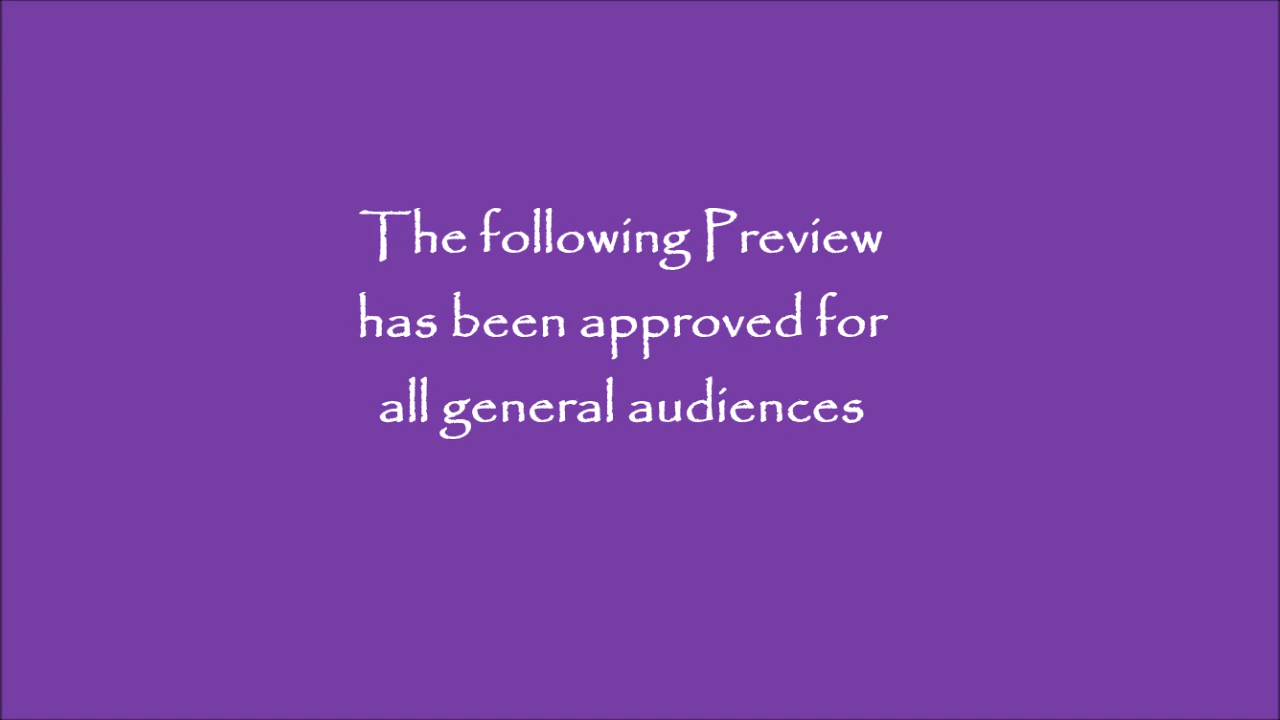 The following Preview
has been approved for
all general audiences